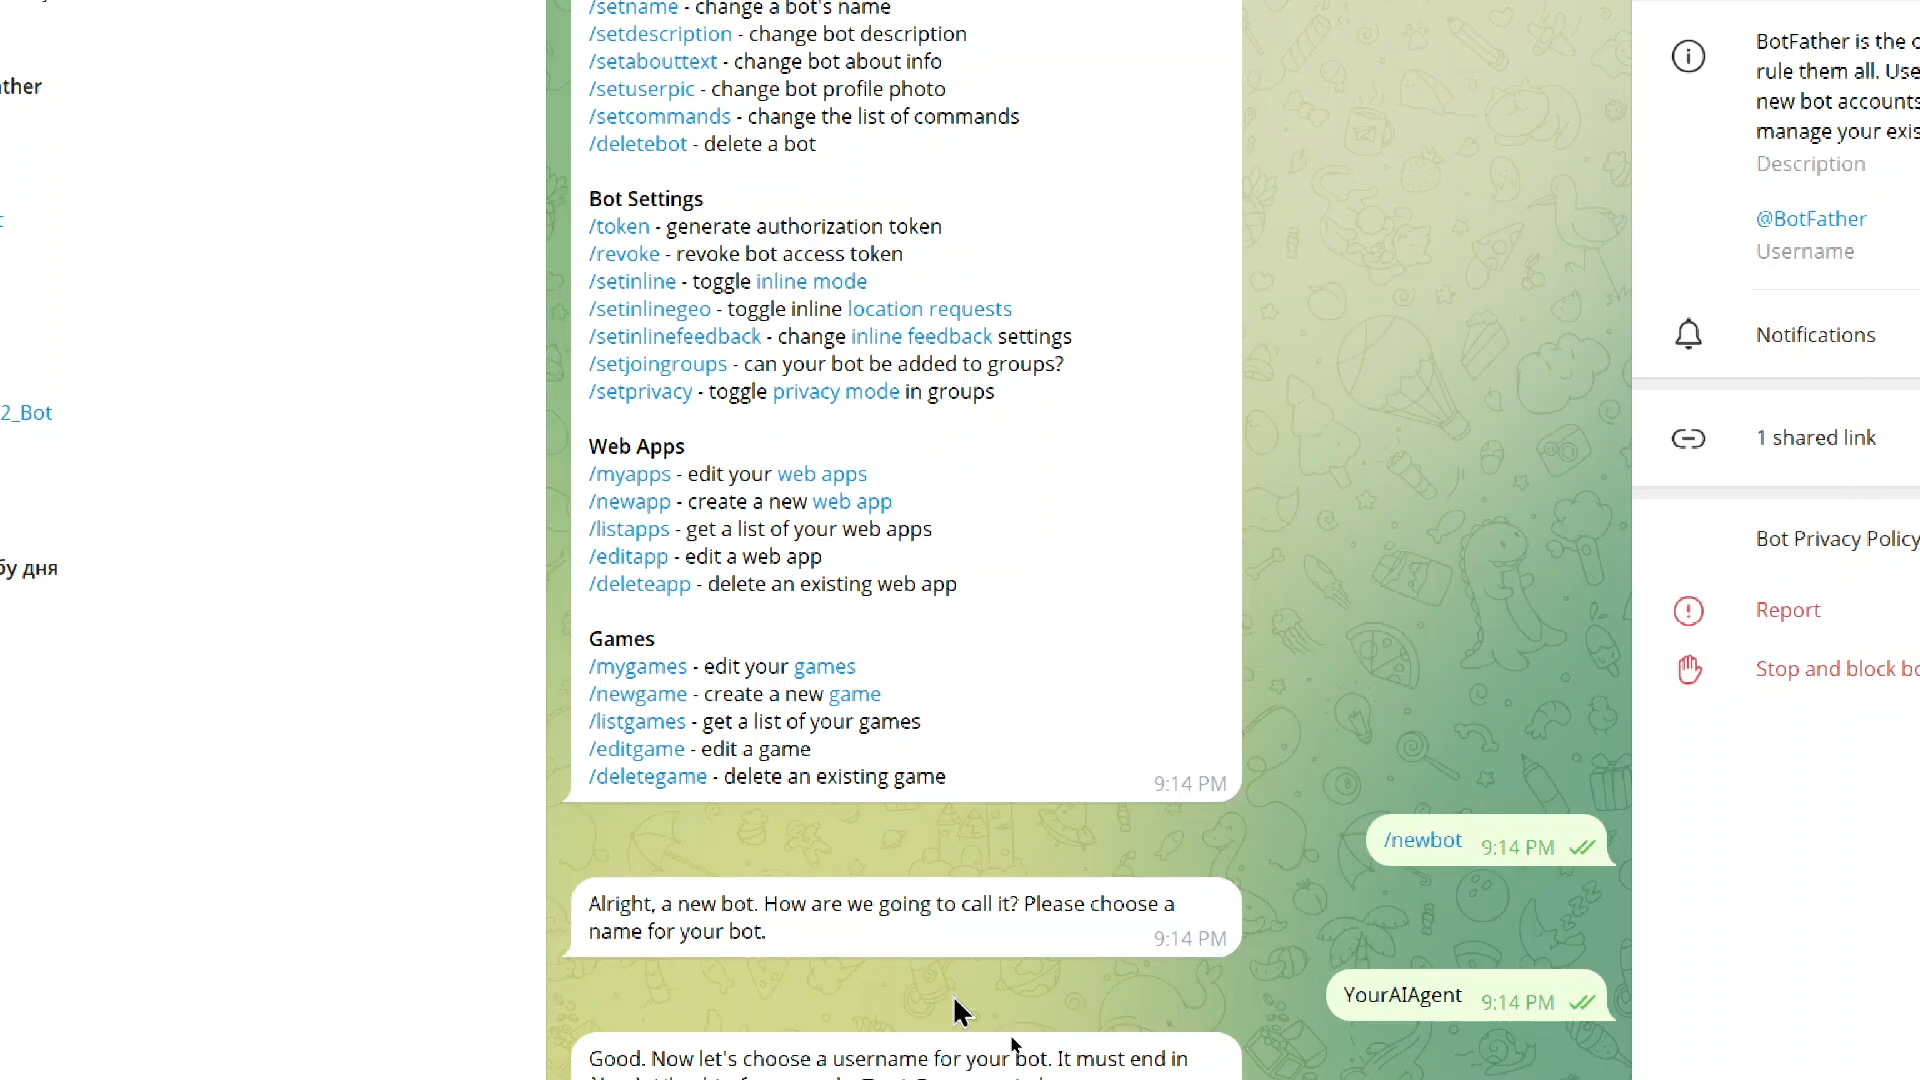 ther
2_Bot
бу дня
/setname - change a bot's name
/setdescription - change bot description
/setabouttext - change bot about info
/setuserpic - change bot profile photo
/setcommands - change the list of commands
/deletebot - delete a bot
Bot Settings
/token - generate authorization token
/revoke - revoke bot access token
/setinline - toggle inline mode
/setinlinegeo - toggle inline location requests
/setinlinefeedback - change inline feedback settings
/setjoingroups - can your bot be added to groups?
/setprivacy - toggle privacy mode in groups
Web Apps
/myapps - edit your web apps
/newapp - create a new web app
/listapps - get a list of your web apps
/editapp - edit a web app
/deleteapp - delete an existing web app
Games
/mygames - edit your games
/newgame - create a new game
/listgames - get a list of your games
/editgame - edit a game
/deletegame - delete an existing game
9:14 PM
/newbot 9:14 PM
Alright, a new bot. How are we going to call it? Please choose a
name for your bot.
9:14 PM
YourAIAgent 9:14 PM
Good. Now let's choose a username for your bot. It must end in
BotFather is the
rule them all. Use
new bot accounts
manage your exis
Description
@BotFather
Username
Notifications
1 shared link
Bot Privacy Policy
Report
Stop and block bo